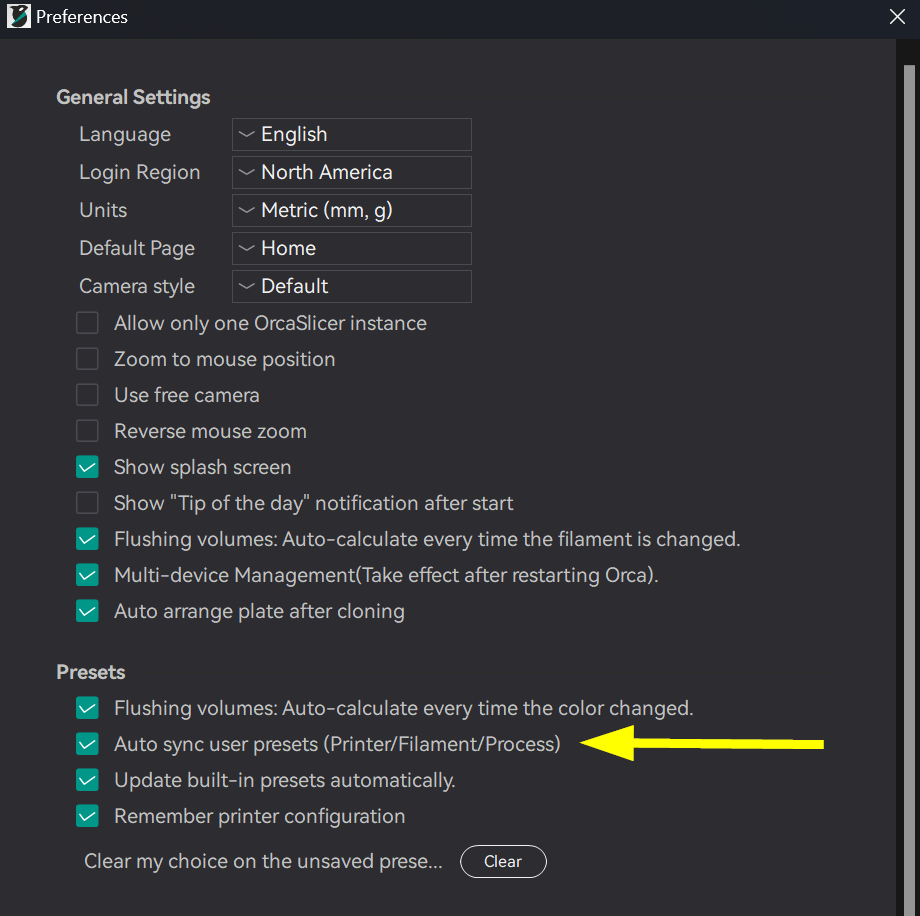 Preferences
General Settings
Language English
Login Region North America
Units Metric (mm, g)
Default Page Home
Camera style Default
Allow only one OrcaSlicer instance
Zoom to mouse position
Use free camera
Reverse mouse zoom
Show splash screen
Show "Tip of the day" notification after start
Flushing volumes: Auto-calculate every time the filament is changed.
Multi-device Management(Take effect after restarting Orca).
Auto arrange plate after cloning
Presets
Flushing volumes: Auto-calculate every time the color changed.
Auto sync user presets (Printer/Filament/Process)
Update built-in presets automatically.
Remember printer configuration
Clear my choice on the unsaved prese... Clear